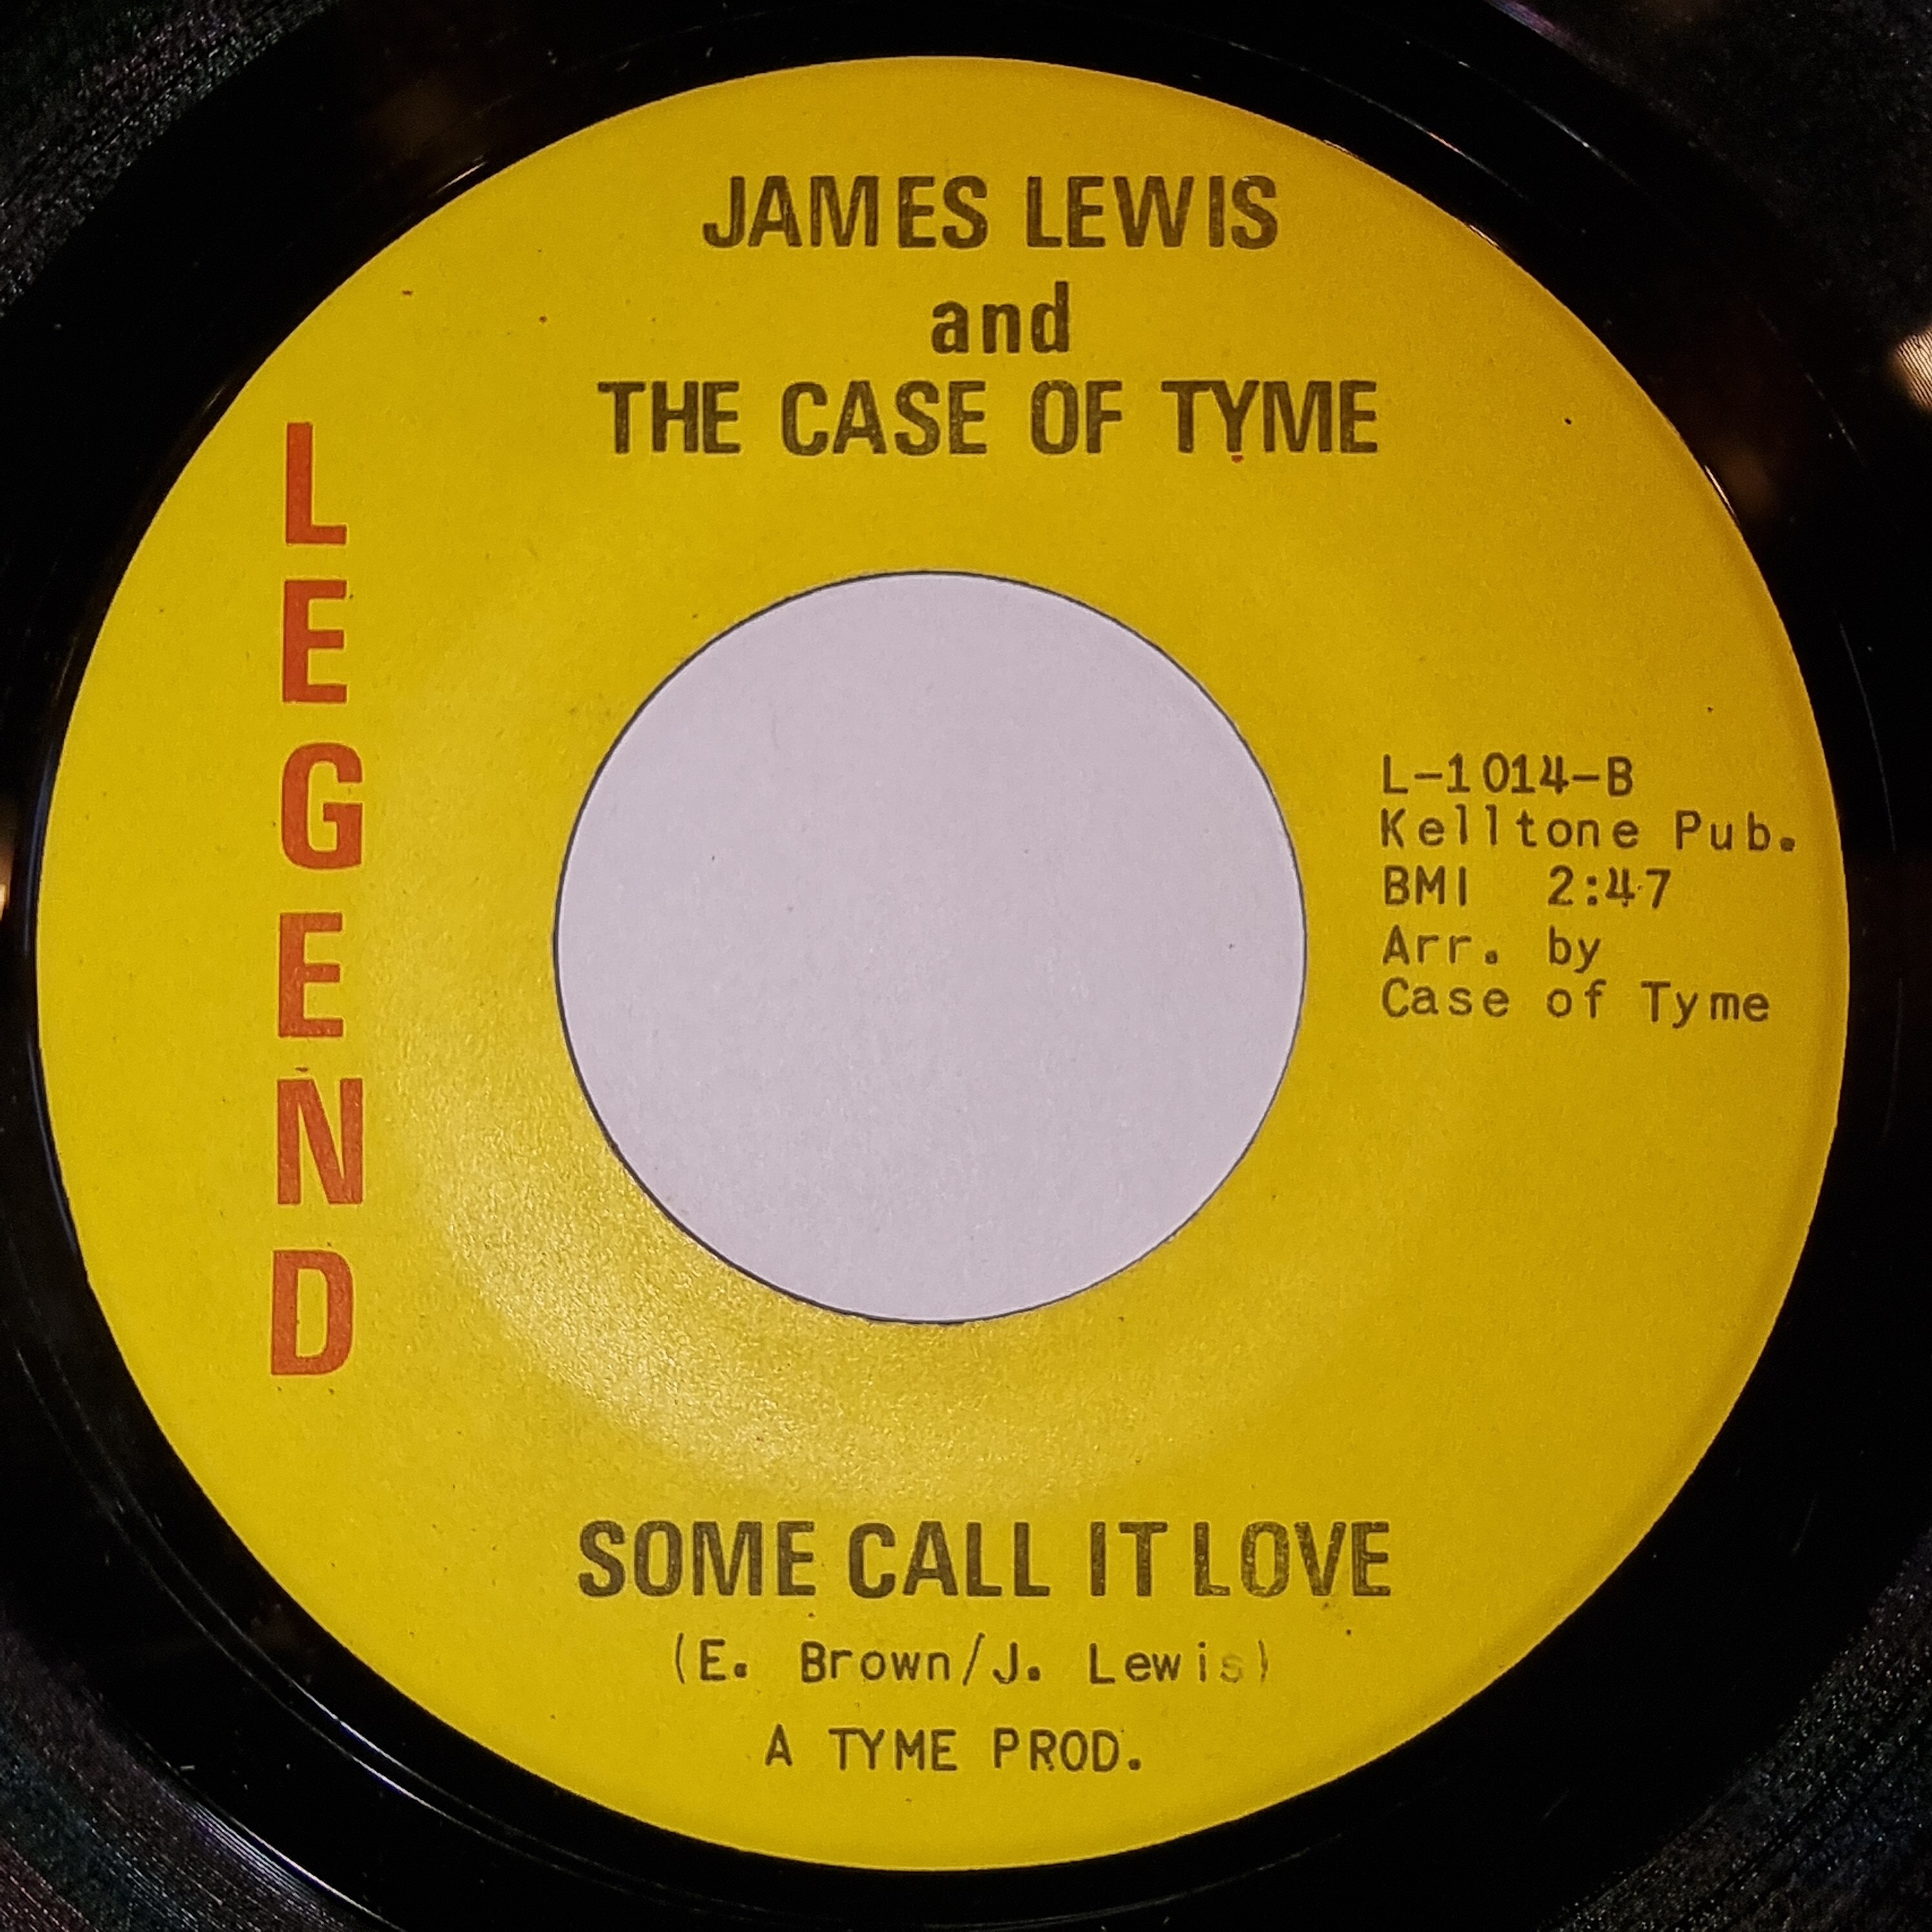 JAMES LEWIS
and
THE CASE OF TYME
LEGEND
L-1014-B
Kelltone Pub.
BMI 2:47
Arr. by
Case of Tyme
SOME CALL IT LOVE
(E. Brown/J. Lewis)
A TYME PROD.